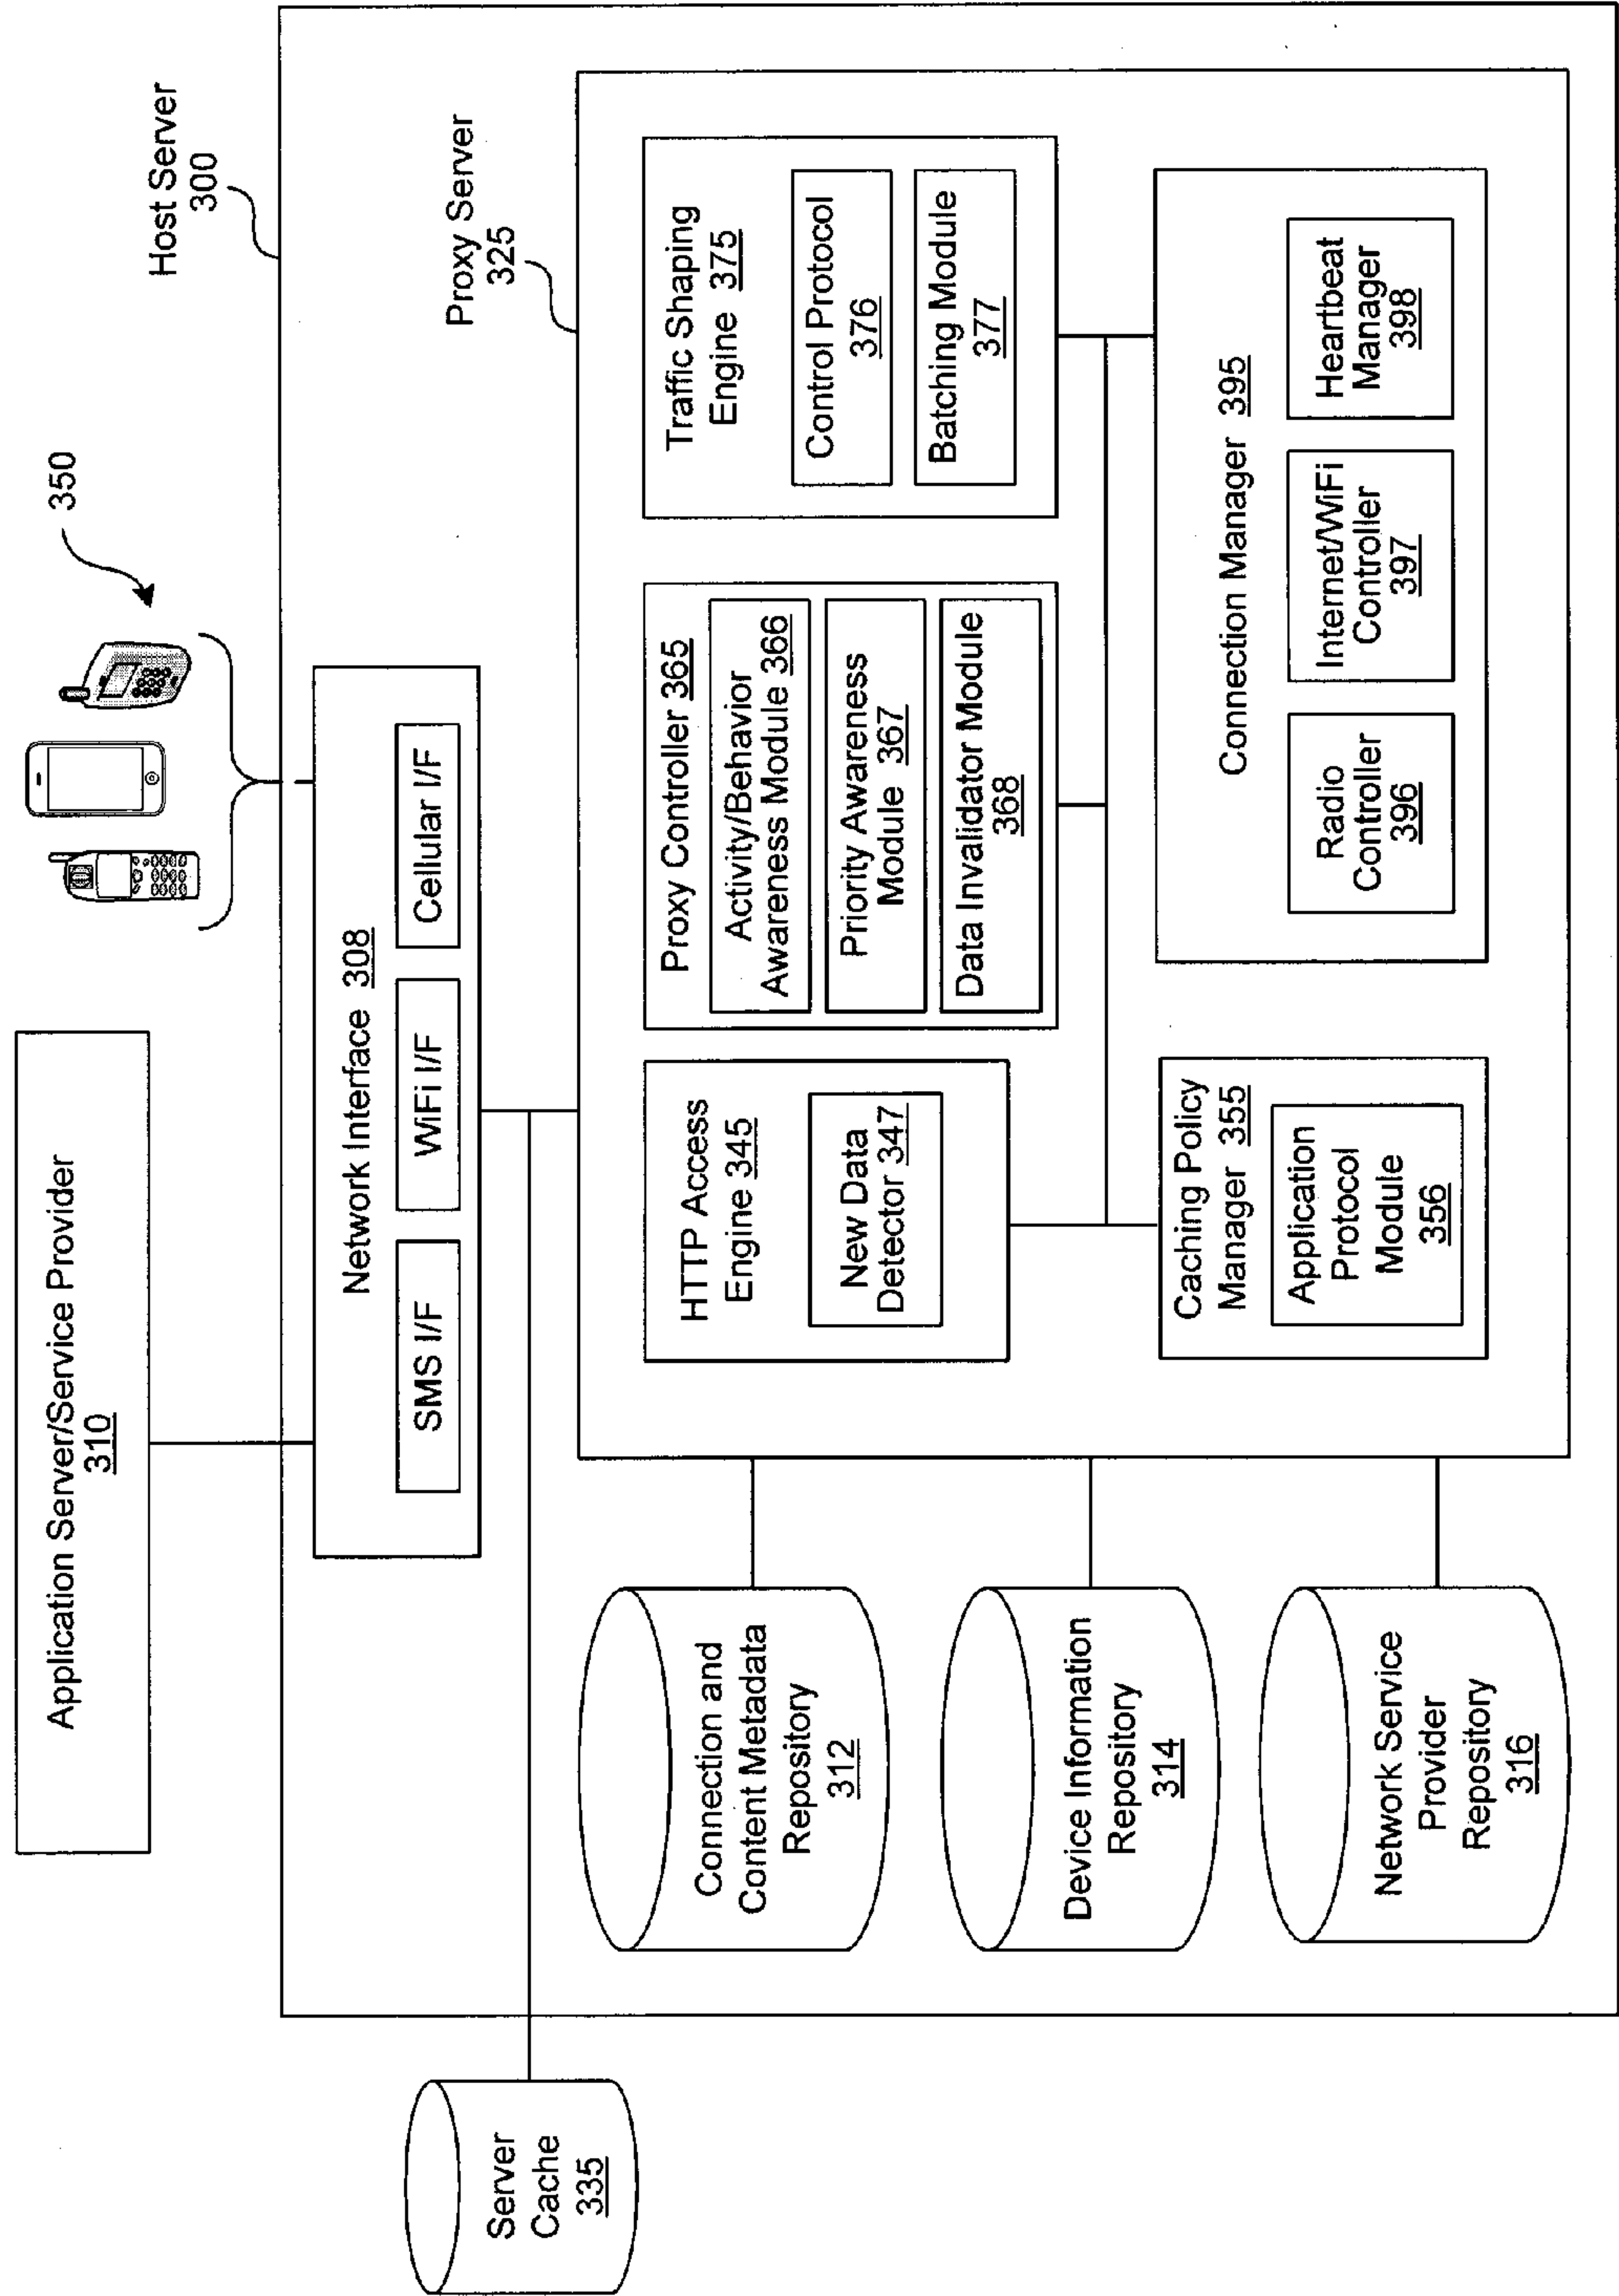 Application Server/Service Provider
310
350
Host Server
300
Network Interface 308
SMS I/F
WiFi I/F
Cellular I/F
Server
Cache
335
Proxy Server
325
Connection and
Content Metadata
Repository
312
Device Information
Repository
314
Network Service
Provider
Repository
316
HTTP Access
Engine 345
New Data
Detector 347
Proxy Controller 365
Activity/Behavior
Awareness Module 366
Priority Awareness
Module 367
Data Invalidator Module
368
Traffic Shaping
Engine 375
Control Protocol
376
Batching Module
377
Caching Policy
Manager 355
Application
Protocol
Module
356
Connection Manager 395
Radio
Controller
396
Internet/WiFi
Controller
397
Heartbeat
Manager
398